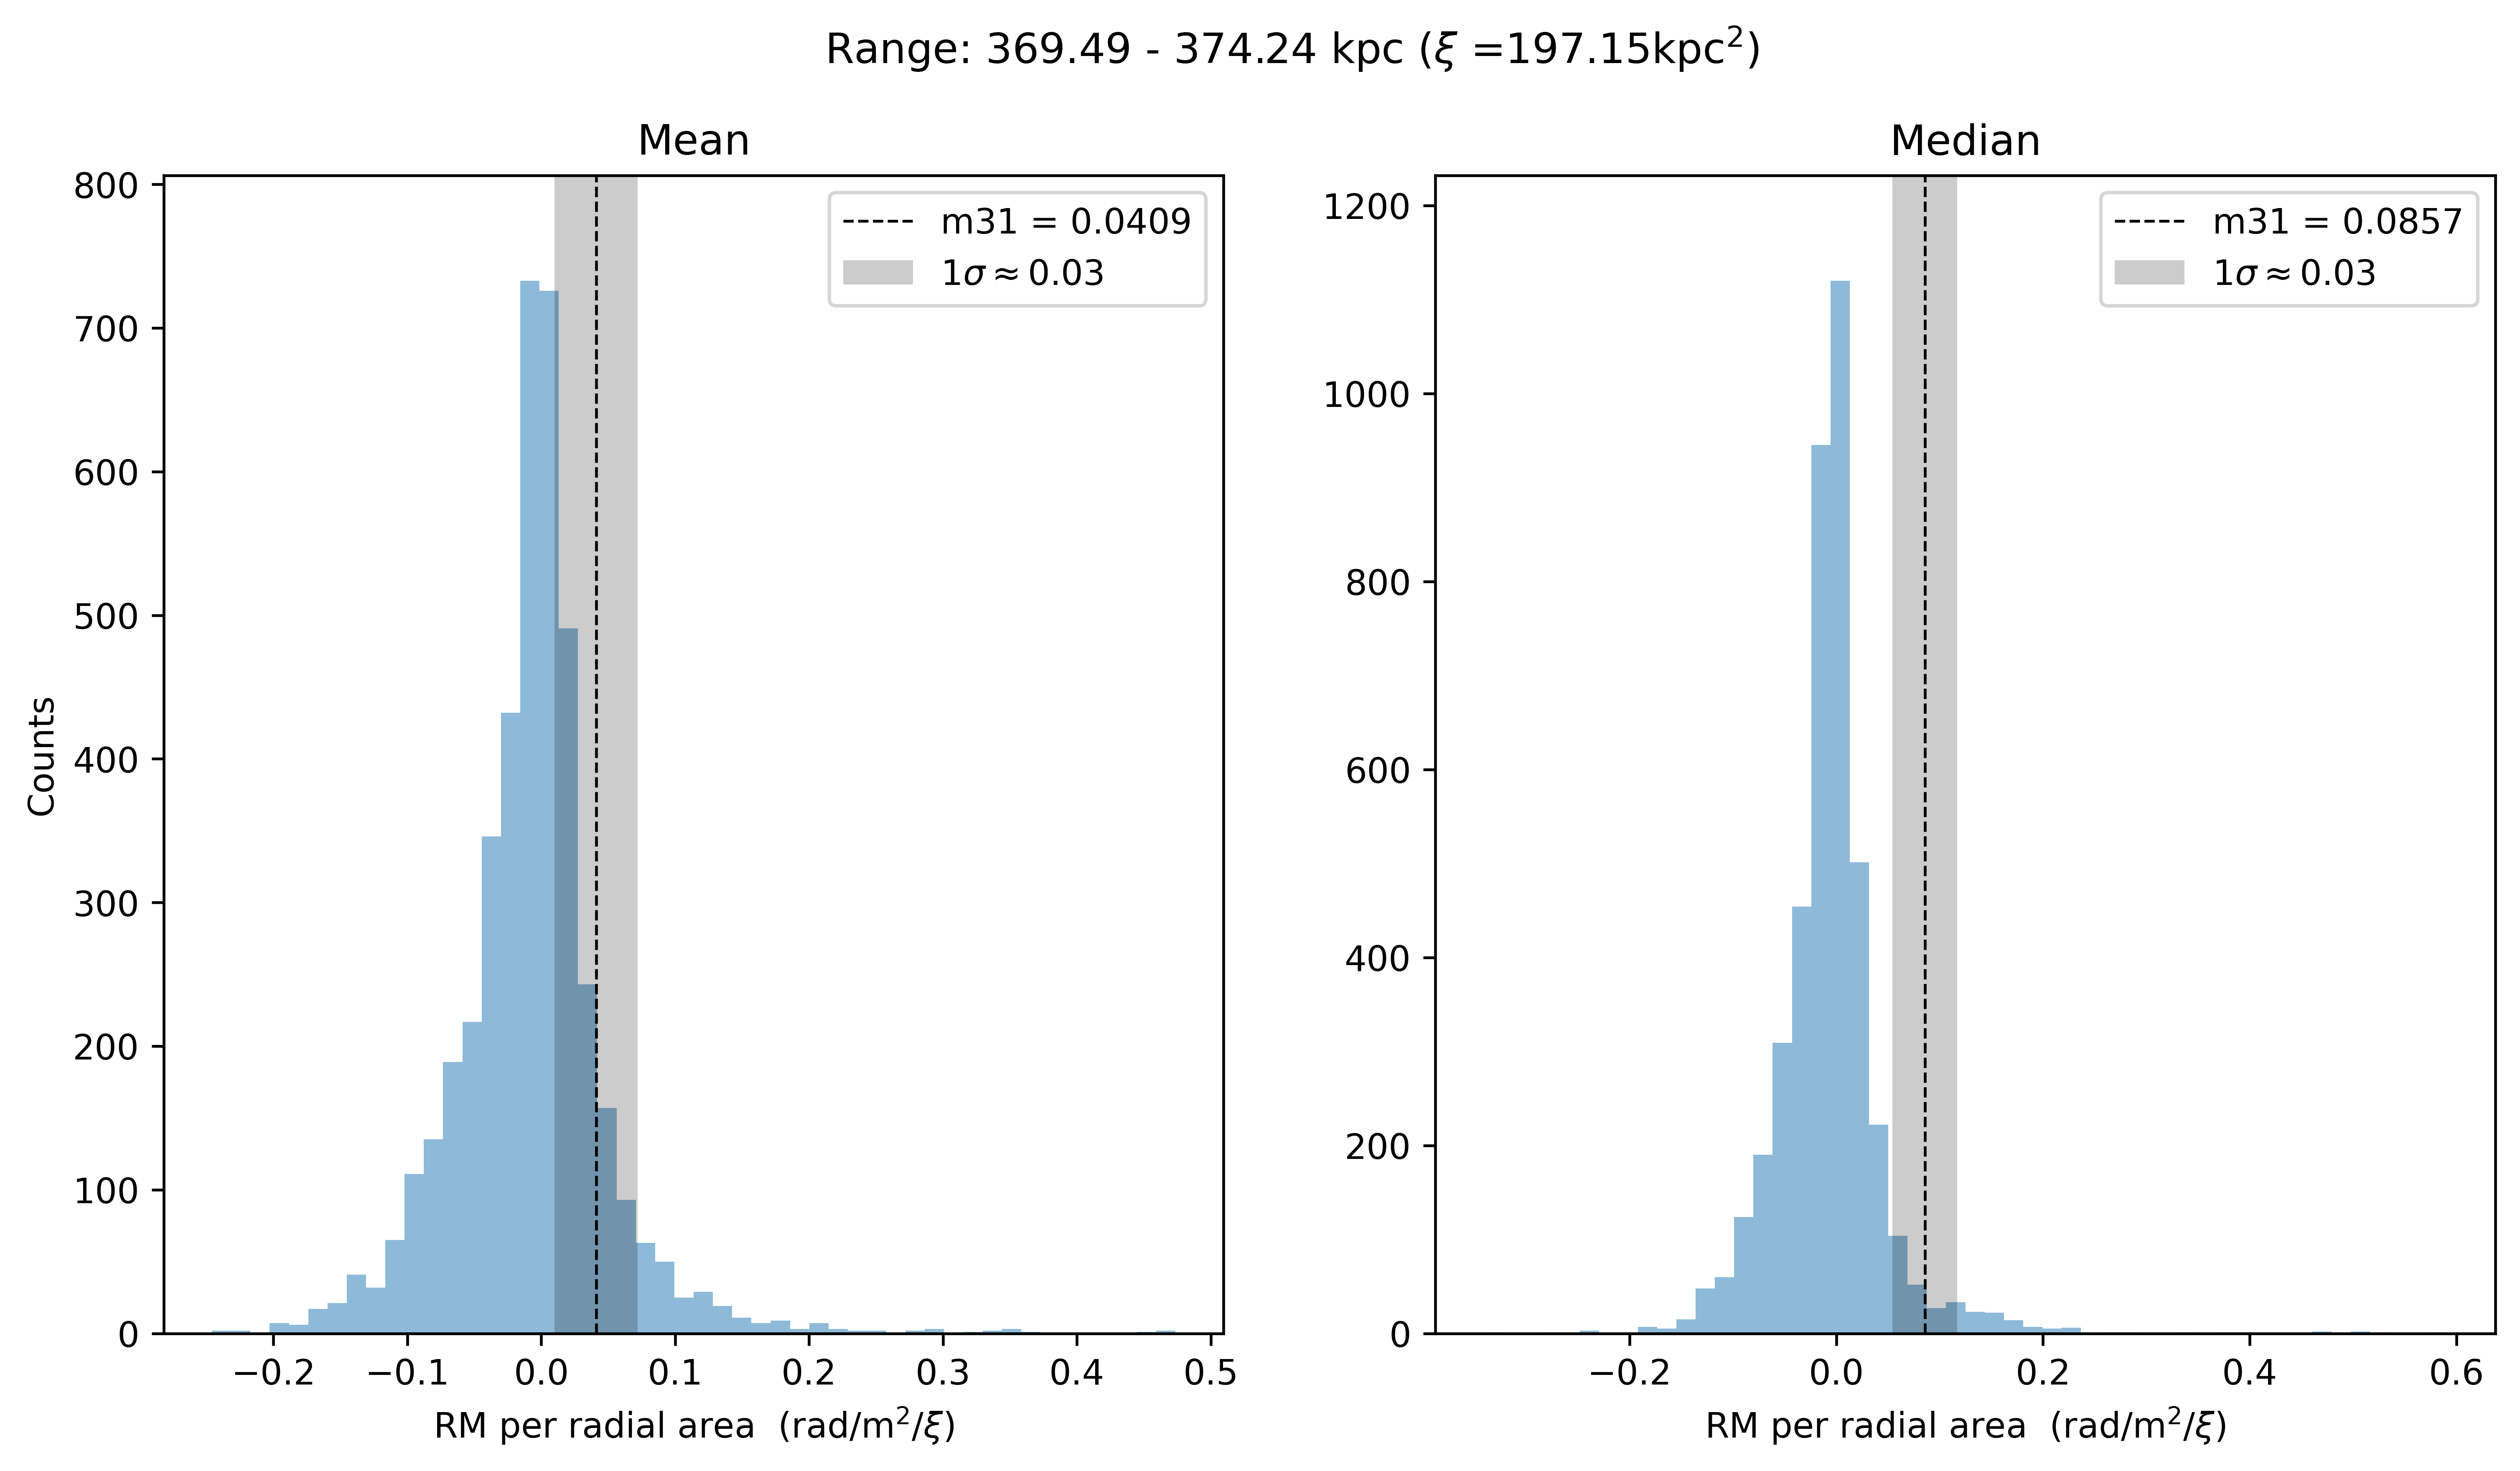 Range: 369.49 - 374.24 kpc (ξ =197.15kpc²)
Mean
m31 = 0.0409
1σ ≈ 0.03
800
700
600
500
400
300
200
100
0
Counts
−0.2 −0.1 0.0 0.1 0.2 0.3 0.4 0.5
RM per radial area (rad/m²/ξ)
Median
m31 = 0.0857
1σ ≈ 0.03
1200
1000
800
600
400
200
0
−0.2 0.0 0.2 0.4 0.6
RM per radial area (rad/m²/ξ)